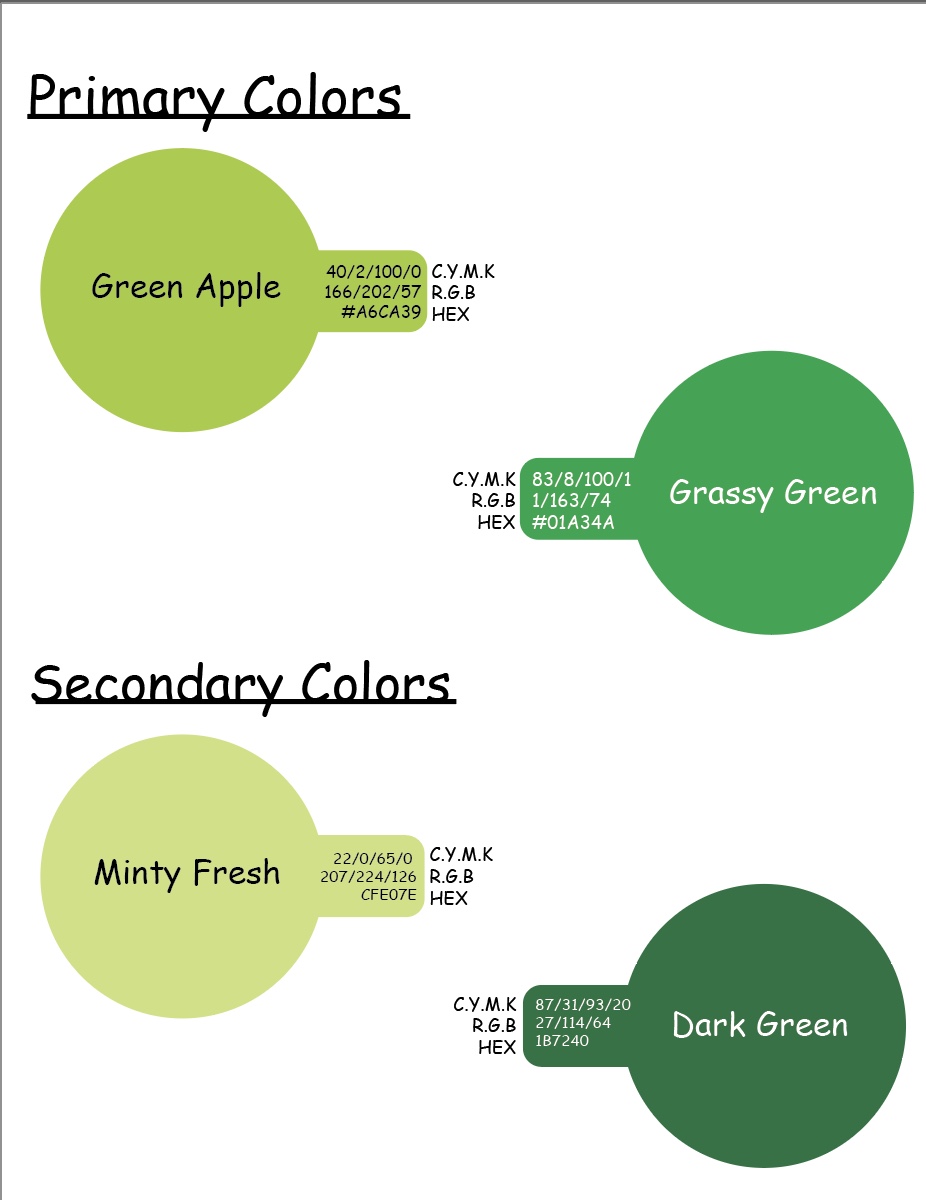 Primary Colors
Green Apple
40/2/100/0 C.Y.M.K
166/202/57 R.G.B
#A6CA39 HEX
C.Y.M.K 83/8/100/1
R.G.B 1/163/74
HEX #01A34A
Grassy Green
Secondary Colors
Minty Fresh
22/0/65/0 C.Y.M.K
207/224/126 R.G.B
CFE07E HEX
C.Y.M.K 87/31/93/20
R.G.B 27/114/64
HEX 1B7240
Dark Green